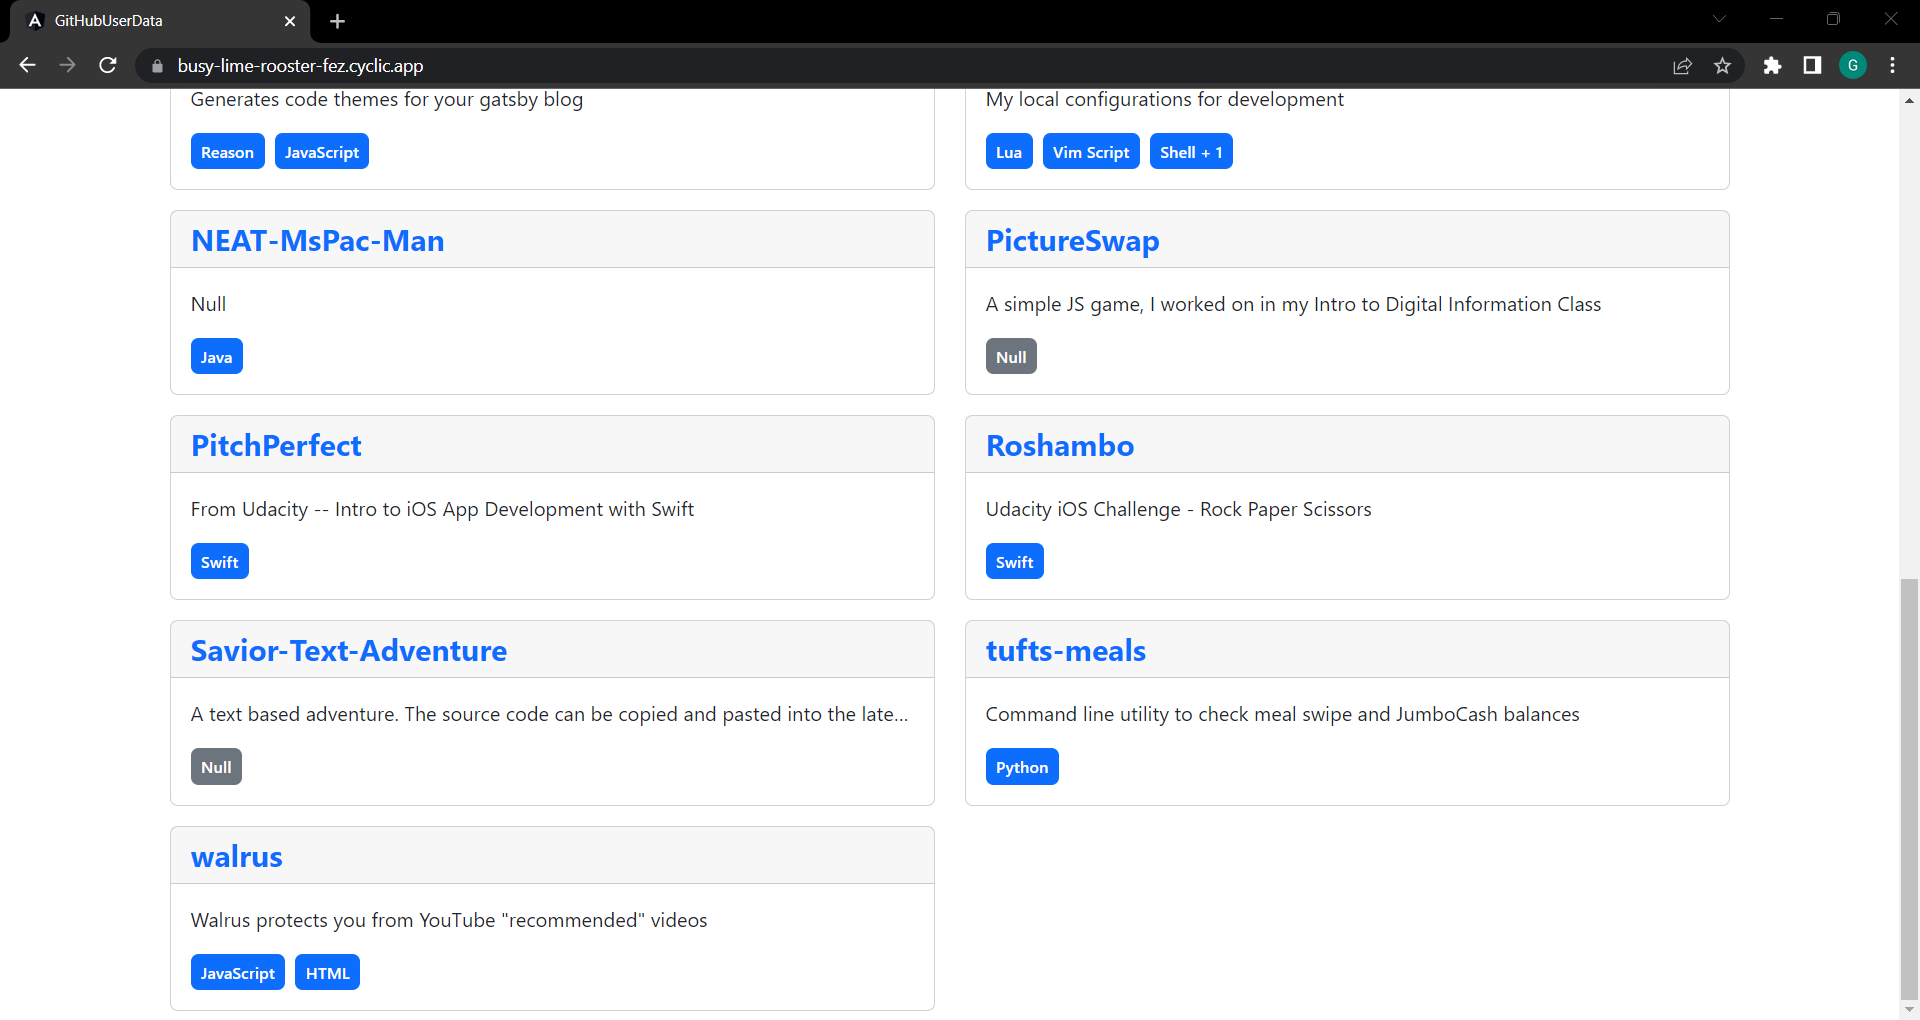 GitHubUserData
busy-lime-rooster-fez.cyclic.app
G
Generates code themes for your gatsby blog
Reason JavaScript
My local configurations for development
Lua Vim Script Shell + 1
NEAT-MsPac-Man
Null
Java
PictureSwap
A simple JS game, I worked on in my Intro to Digital Information Class
Null
PitchPerfect
From Udacity -- Intro to iOS App Development with Swift
Swift
Roshambo
Udacity iOS Challenge - Rock Paper Scissors
Swift
Savior-Text-Adventure
A text based adventure. The source code can be copied and pasted into the late...
Null
tufts-meals
Command line utility to check meal swipe and JumboCash balances
Python
walrus
Walrus protects you from YouTube "recommended" videos
JavaScript HTML